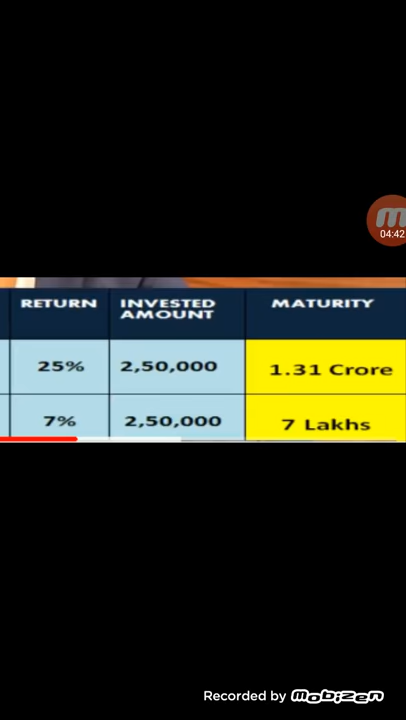 04:42
RETURN INVESTED AMOUNT MATURITY
25% 2,50,000 1.31 Crore
7% 2,50,000 7 Lakhs
Recorded by mobizen